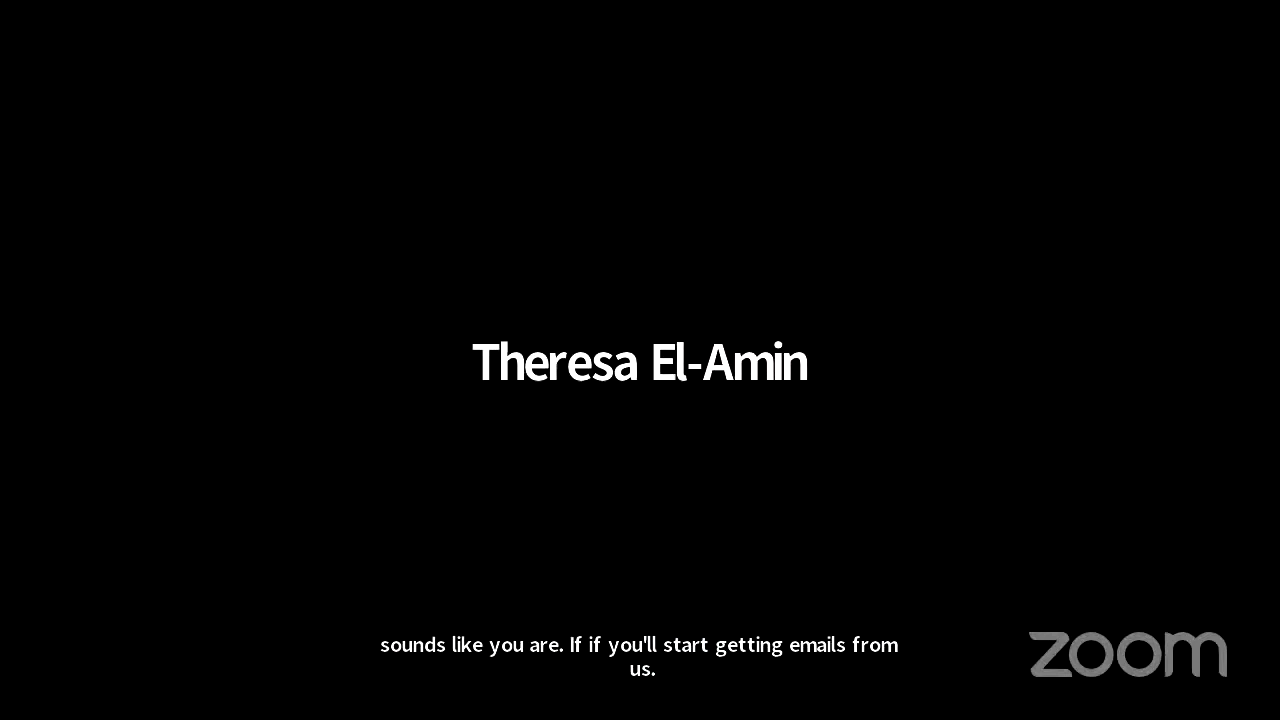 Theresa El-Amin
sounds like you are. If if you'll start getting emails from
us.
zoom